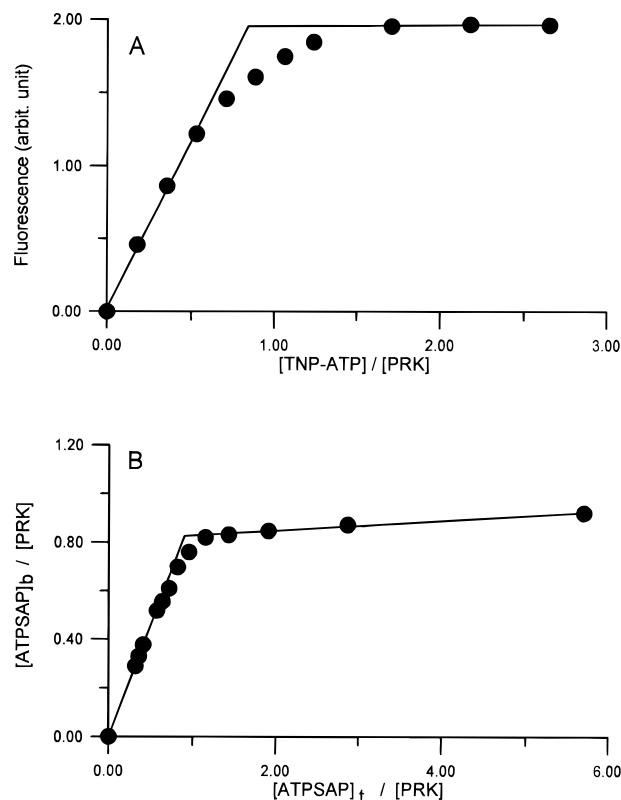 A
2.00
1.00
0.00
Fluorescence (arbit. unit)
0.00 1.00 2.00 3.00
[TNP-ATP] / [PRK]
B
1.20
0.80
0.40
0.00
[ATPSAP]b / [PRK]
0.00 2.00 4.00 6.00
[ATPSAP]t / [PRK]